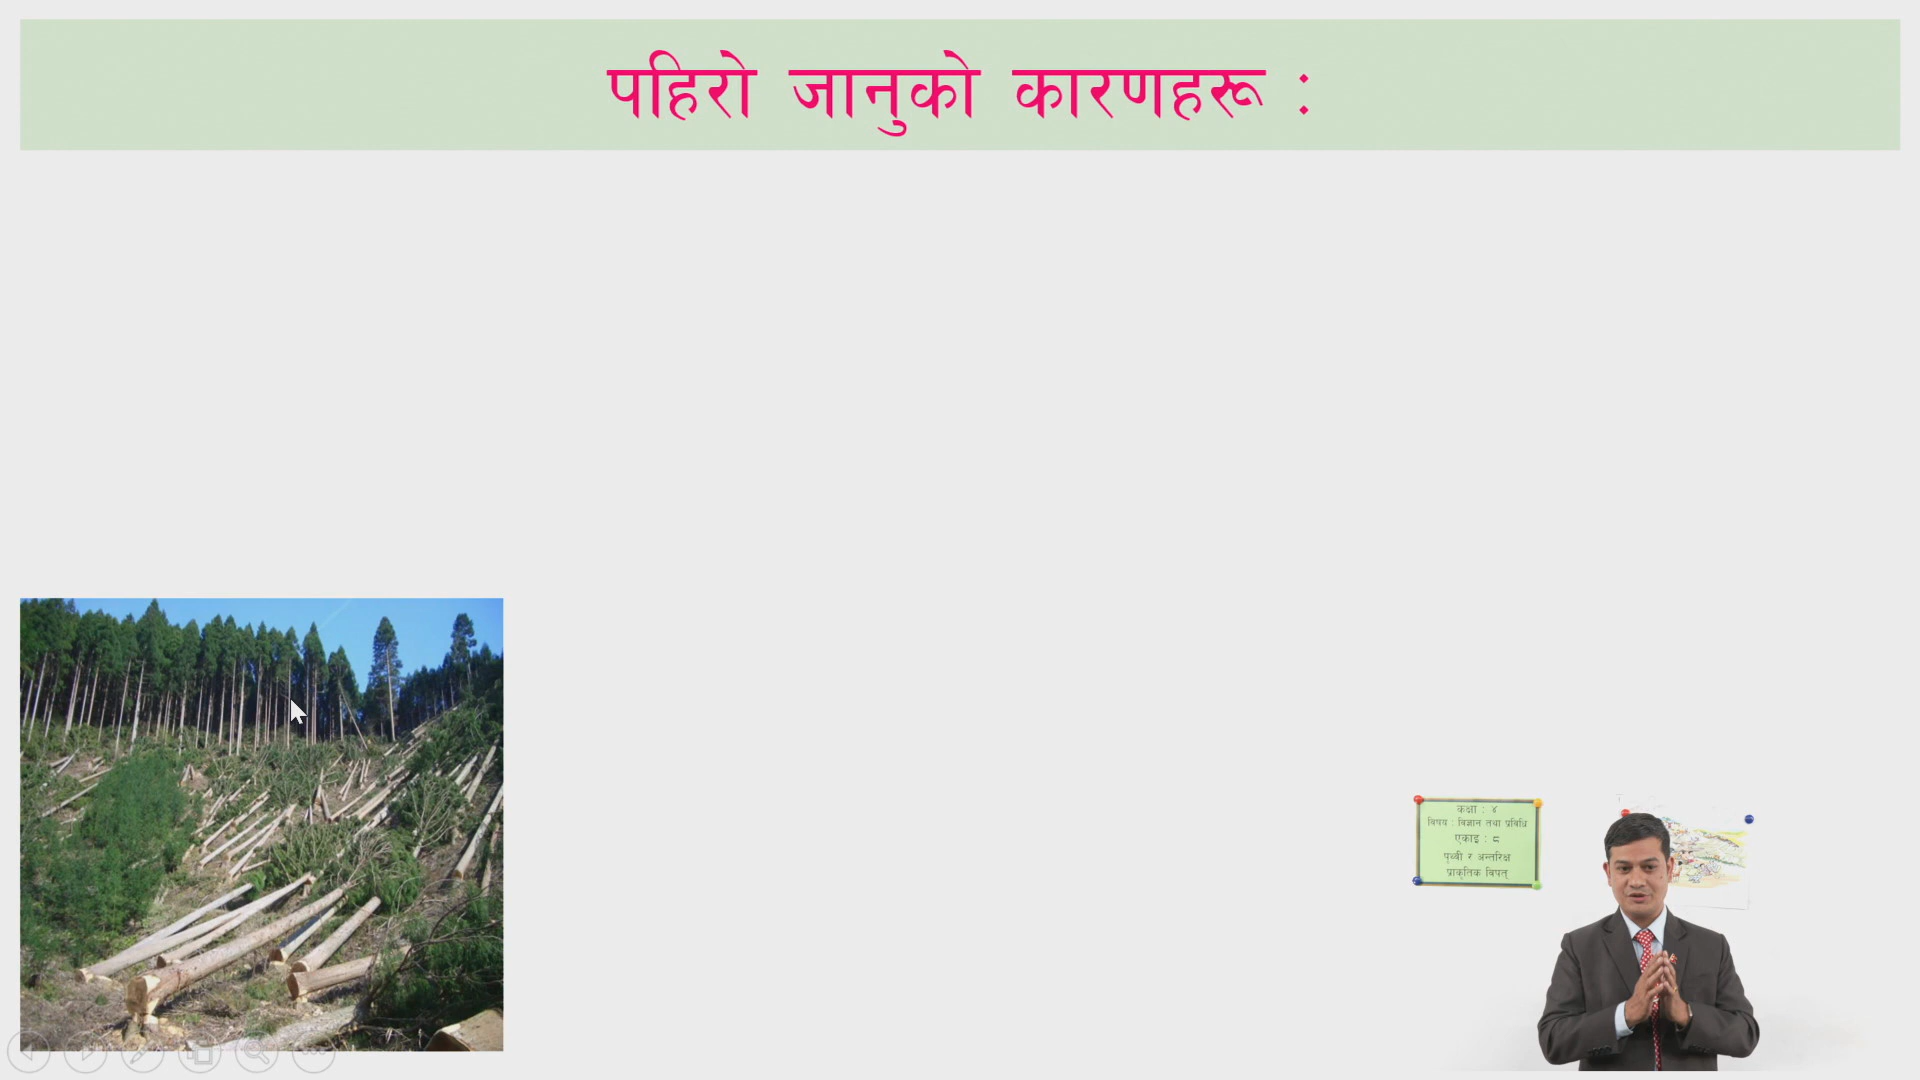 पहिरो जानुको कारणहरू :
कक्षा : ४
विषय : विज्ञान तथा प्रविधि
एकाइ : ८
पृथ्वी र अन्तरिक्ष
प्राकृतिक विपत्